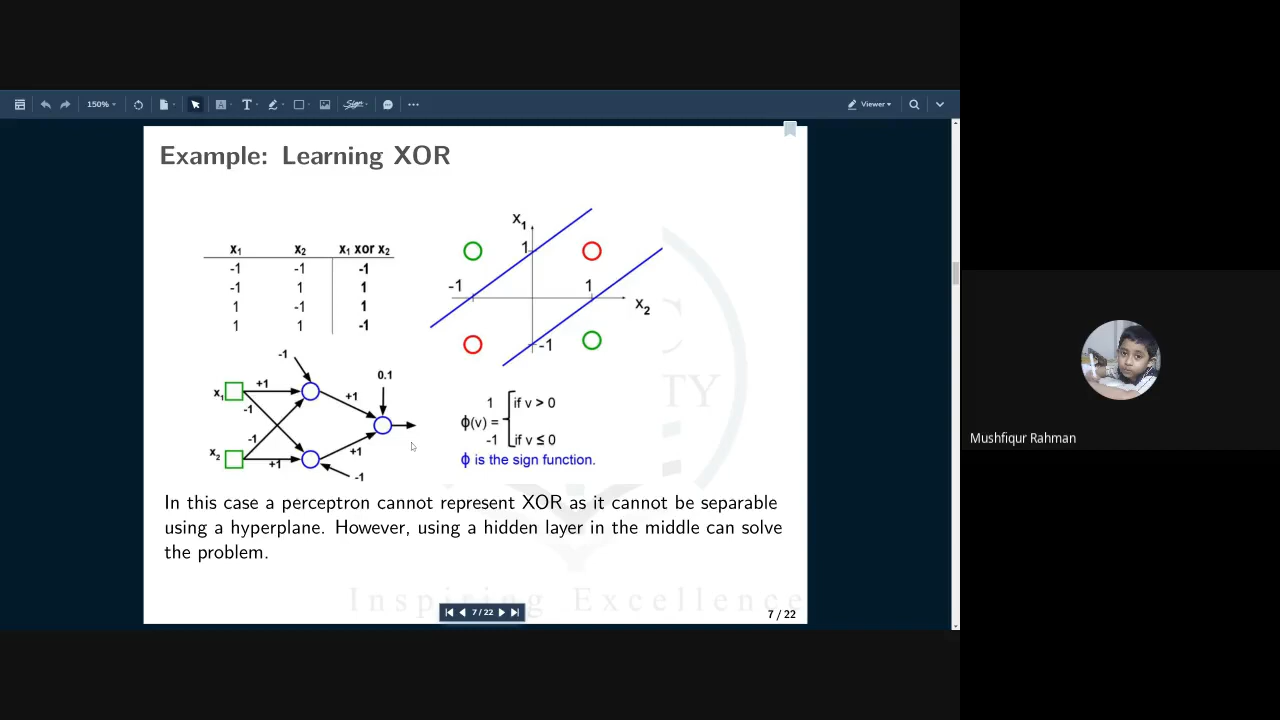 150%
T
Sign
Viewer
Example: Learning XOR
x1 x2 x1 xor x2
-1 -1 -1
-1 1 1
1 -1 1
1 1 -1
x1
1
-1
1
x2
-1
-1
0.1
x1
+1
+1
-1
-1
x2
+1
+1
-1
1 if v > 0
ϕ(v) =
-1 if v ≤ 0
ϕ is the sign function.
In this case a perceptron cannot represent XOR as it cannot be separable
using a hyperplane. However, using a hidden layer in the middle can solve
the problem.
C
TY
Inspiring Excellence
7 / 22
7 / 22
Mushfiqur Rahman